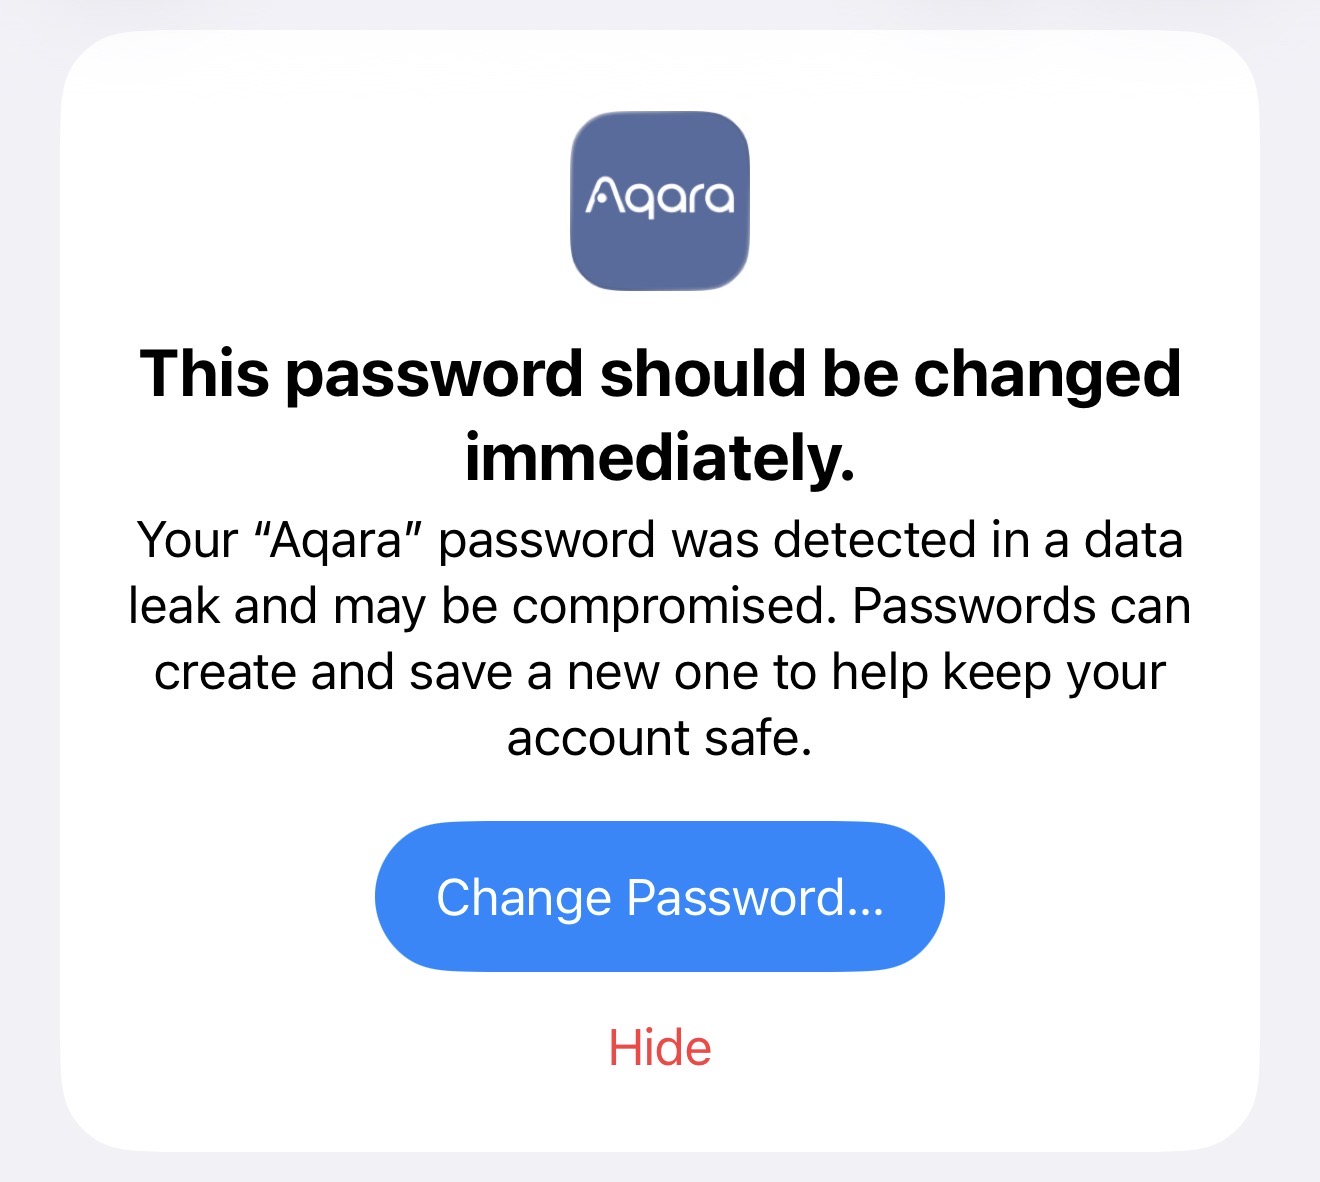 Aqara
This password should be changed
immediately.
Your “Aqara” password was detected in a data
leak and may be compromised. Passwords can
create and save a new one to help keep your
account safe.
Change Password...
Hide